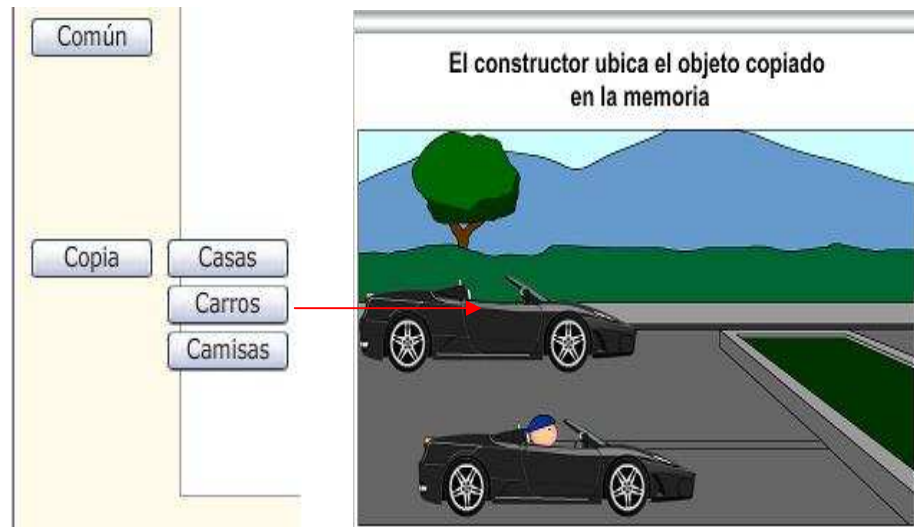 Común
Copia
Casas
Carros
Camisas
El constructor ubica el objeto copiado
en la memoria